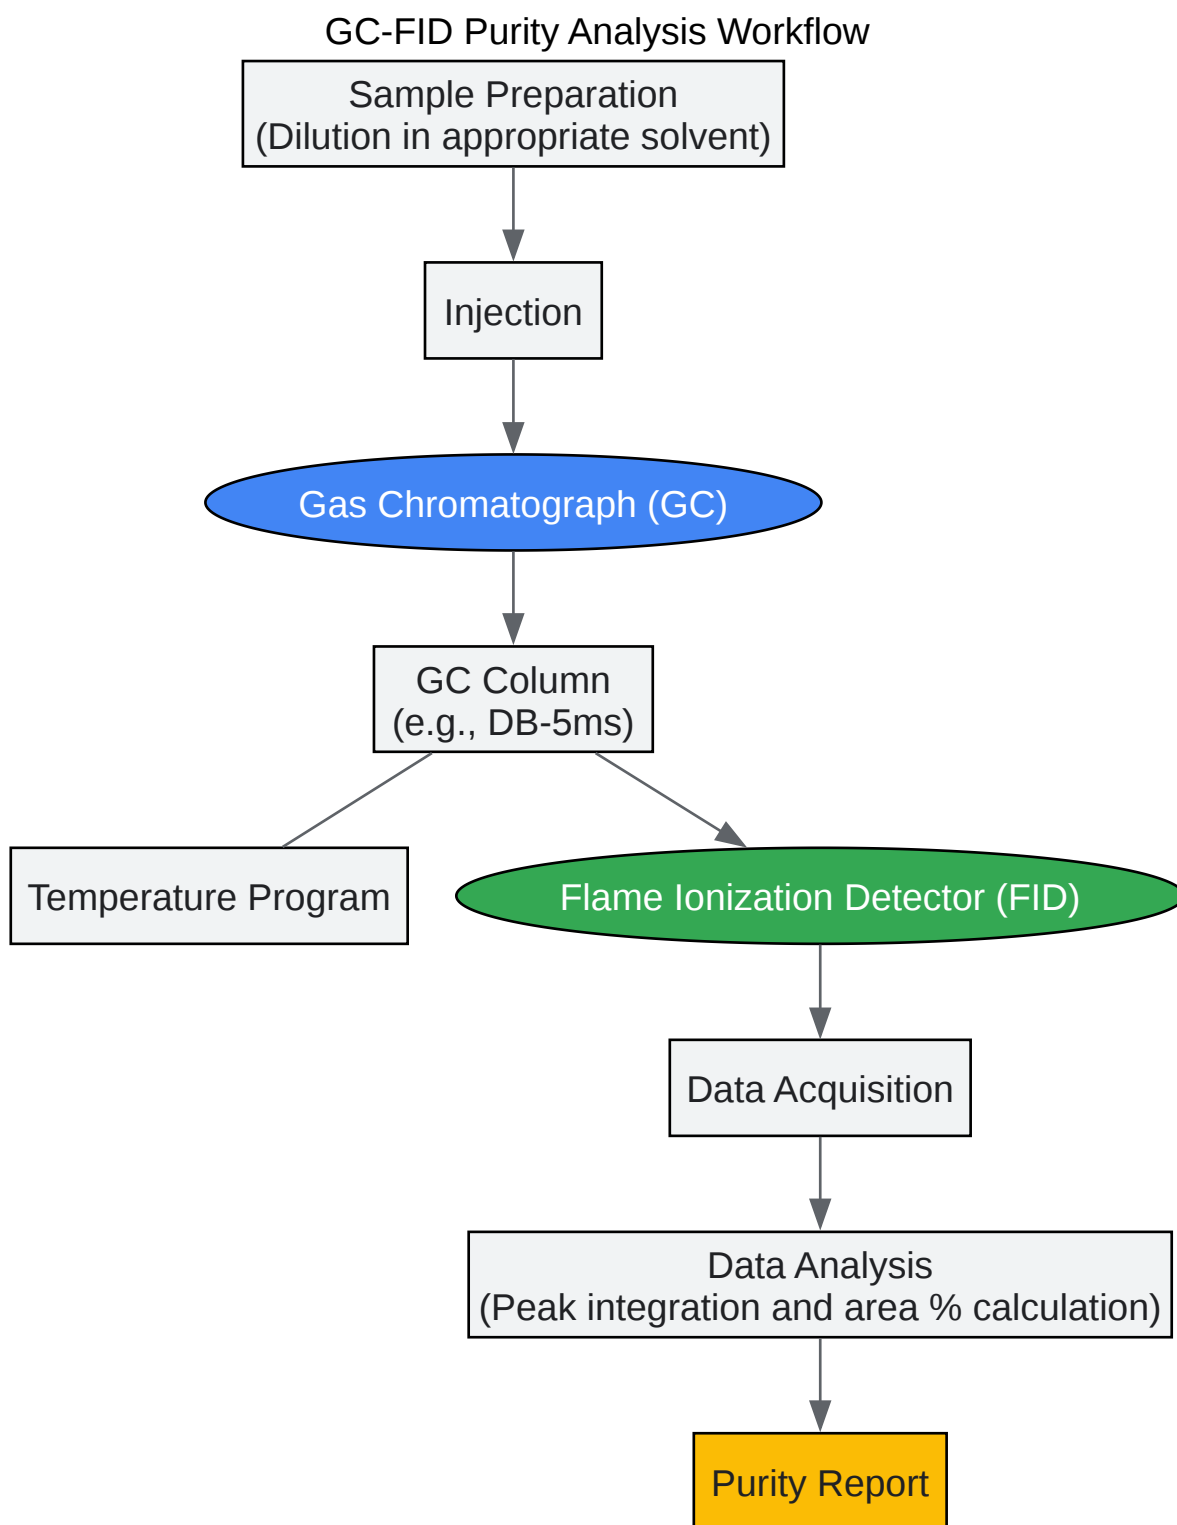 GC-FID Purity Analysis Workflow
Sample Preparation
(Dilution in appropriate solvent)
Injection
Gas Chromatograph (GC)
GC Column
(e.g., DB-5ms)
Temperature Program
Flame Ionization Detector (FID)
Data Acquisition
Data Analysis
(Peak integration and area % calculation)
Purity Report